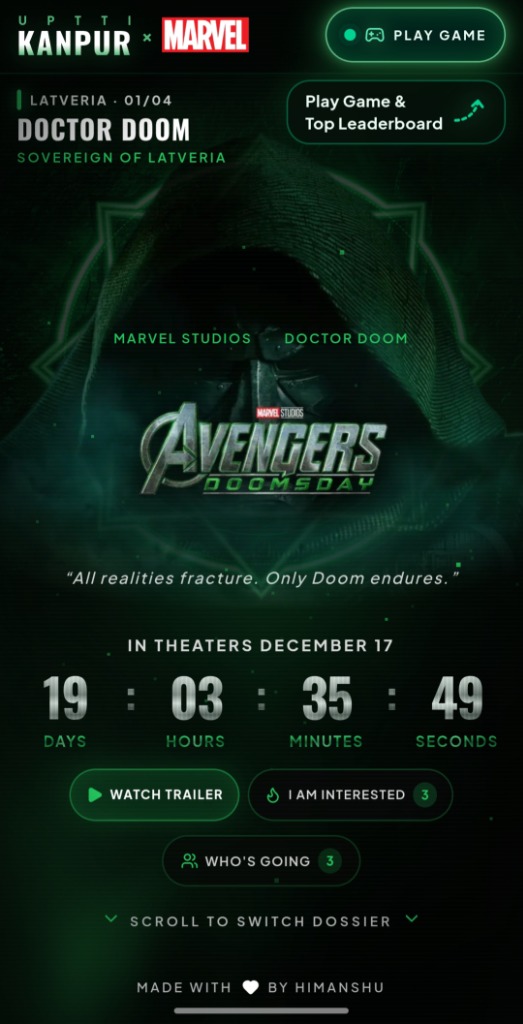 UPTTI
KANPUR × MARVEL
PLAY GAME
LATVERIA · 01/04
DOCTOR DOOM
SOVEREIGN OF LATVERIA
Play Game &
Top Leaderboard
MARVEL STUDIOS DOCTOR DOOM
MARVEL STUDIOS
AVENGERS
DOOMSDAY
“All realities fracture. Only Doom endures.”
IN THEATERS DECEMBER 17
19 : 03 : 35 : 49
DAYS HOURS MINUTES SECONDS
WATCH TRAILER
I AM INTERESTED 3
WHO'S GOING 3
SCROLL TO SWITCH DOSSIER
MADE WITH 🤍 BY HIMANSHU